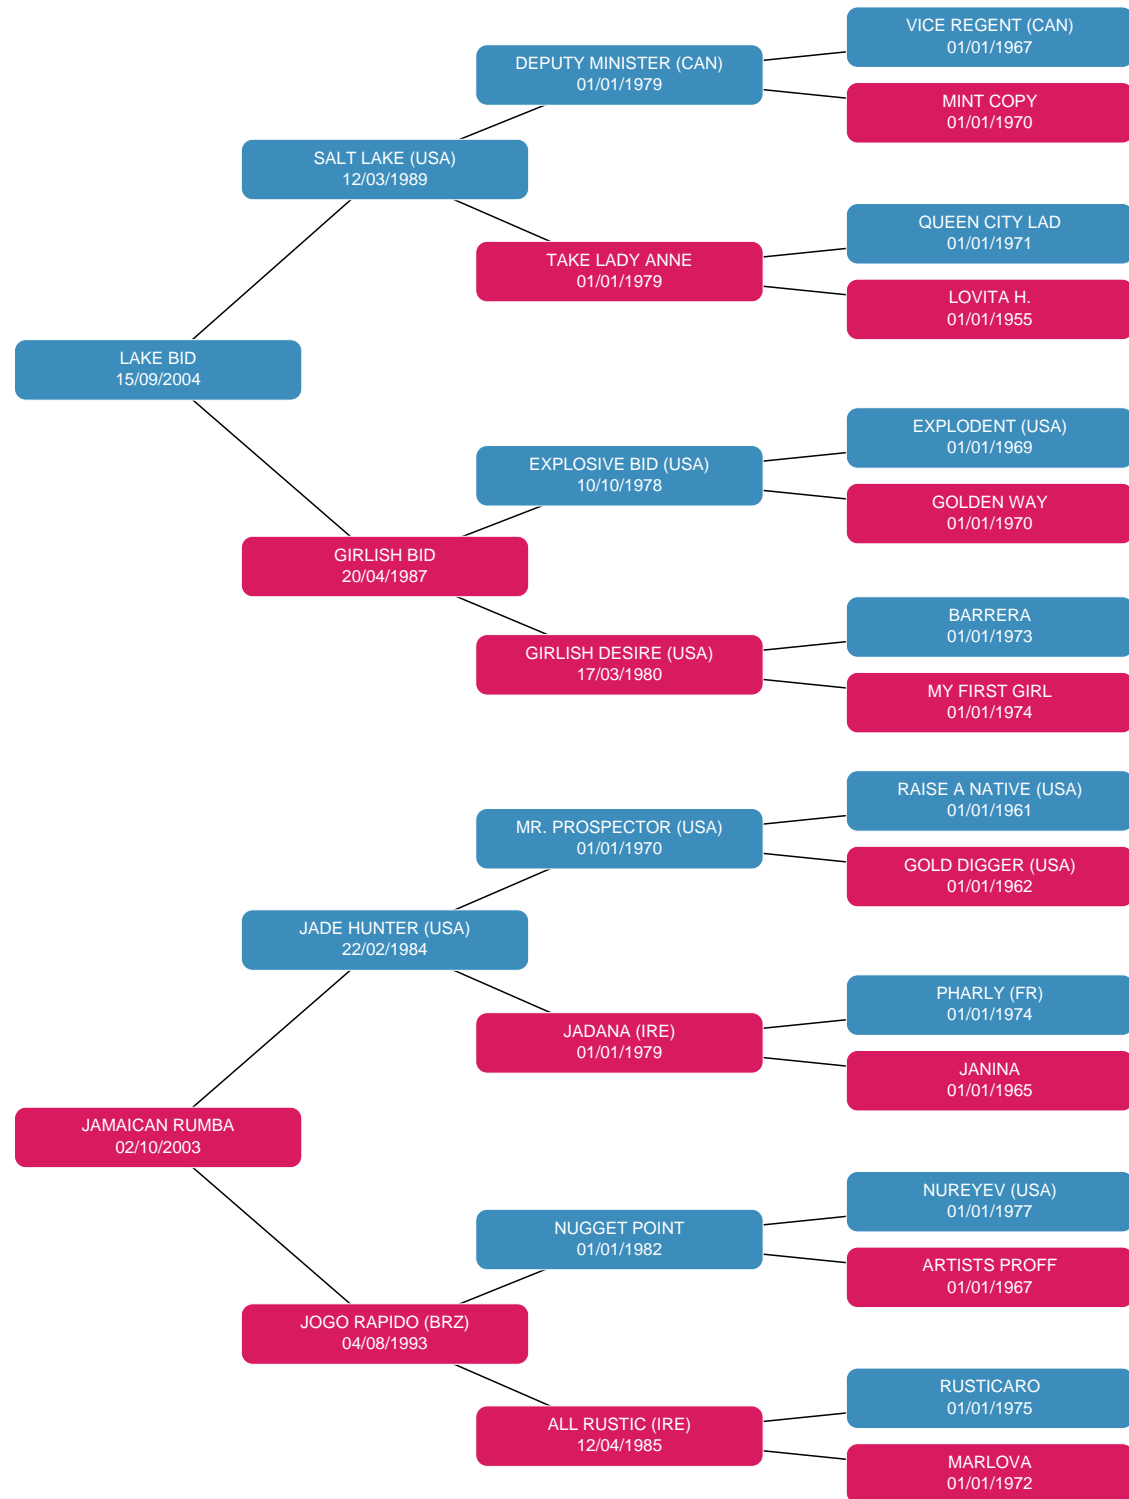 VICE REGENT (CAN)
01/01/1967
DEPUTY MINISTER (CAN)
01/01/1979
MINT COPY
01/01/1970
SALT LAKE (USA)
12/03/1989
QUEEN CITY LAD
01/01/1971
TAKE LADY ANNE
01/01/1979
LOVITA H.
01/01/1955
LAKE BID
15/09/2004
EXPLODENT (USA)
01/01/1969
EXPLOSIVE BID (USA)
10/10/1978
GOLDEN WAY
01/01/1970
GIRLISH BID
20/04/1987
BARRERA
01/01/1973
GIRLISH DESIRE (USA)
17/03/1980
MY FIRST GIRL
01/01/1974
RAISE A NATIVE (USA)
01/01/1961
MR. PROSPECTOR (USA)
01/01/1970
GOLD DIGGER (USA)
01/01/1962
JADE HUNTER (USA)
22/02/1984
PHARLY (FR)
01/01/1974
JADANA (IRE)
01/01/1979
JANINA
01/01/1965
JAMAICAN RUMBA
02/10/2003
NUREYEV (USA)
01/01/1977
NUGGET POINT
01/01/1982
ARTISTS PROFF
01/01/1967
JOGO RAPIDO (BRZ)
04/08/1993
RUSTICARO
01/01/1975
ALL RUSTIC (IRE)
12/04/1985
MARLOVA
01/01/1972